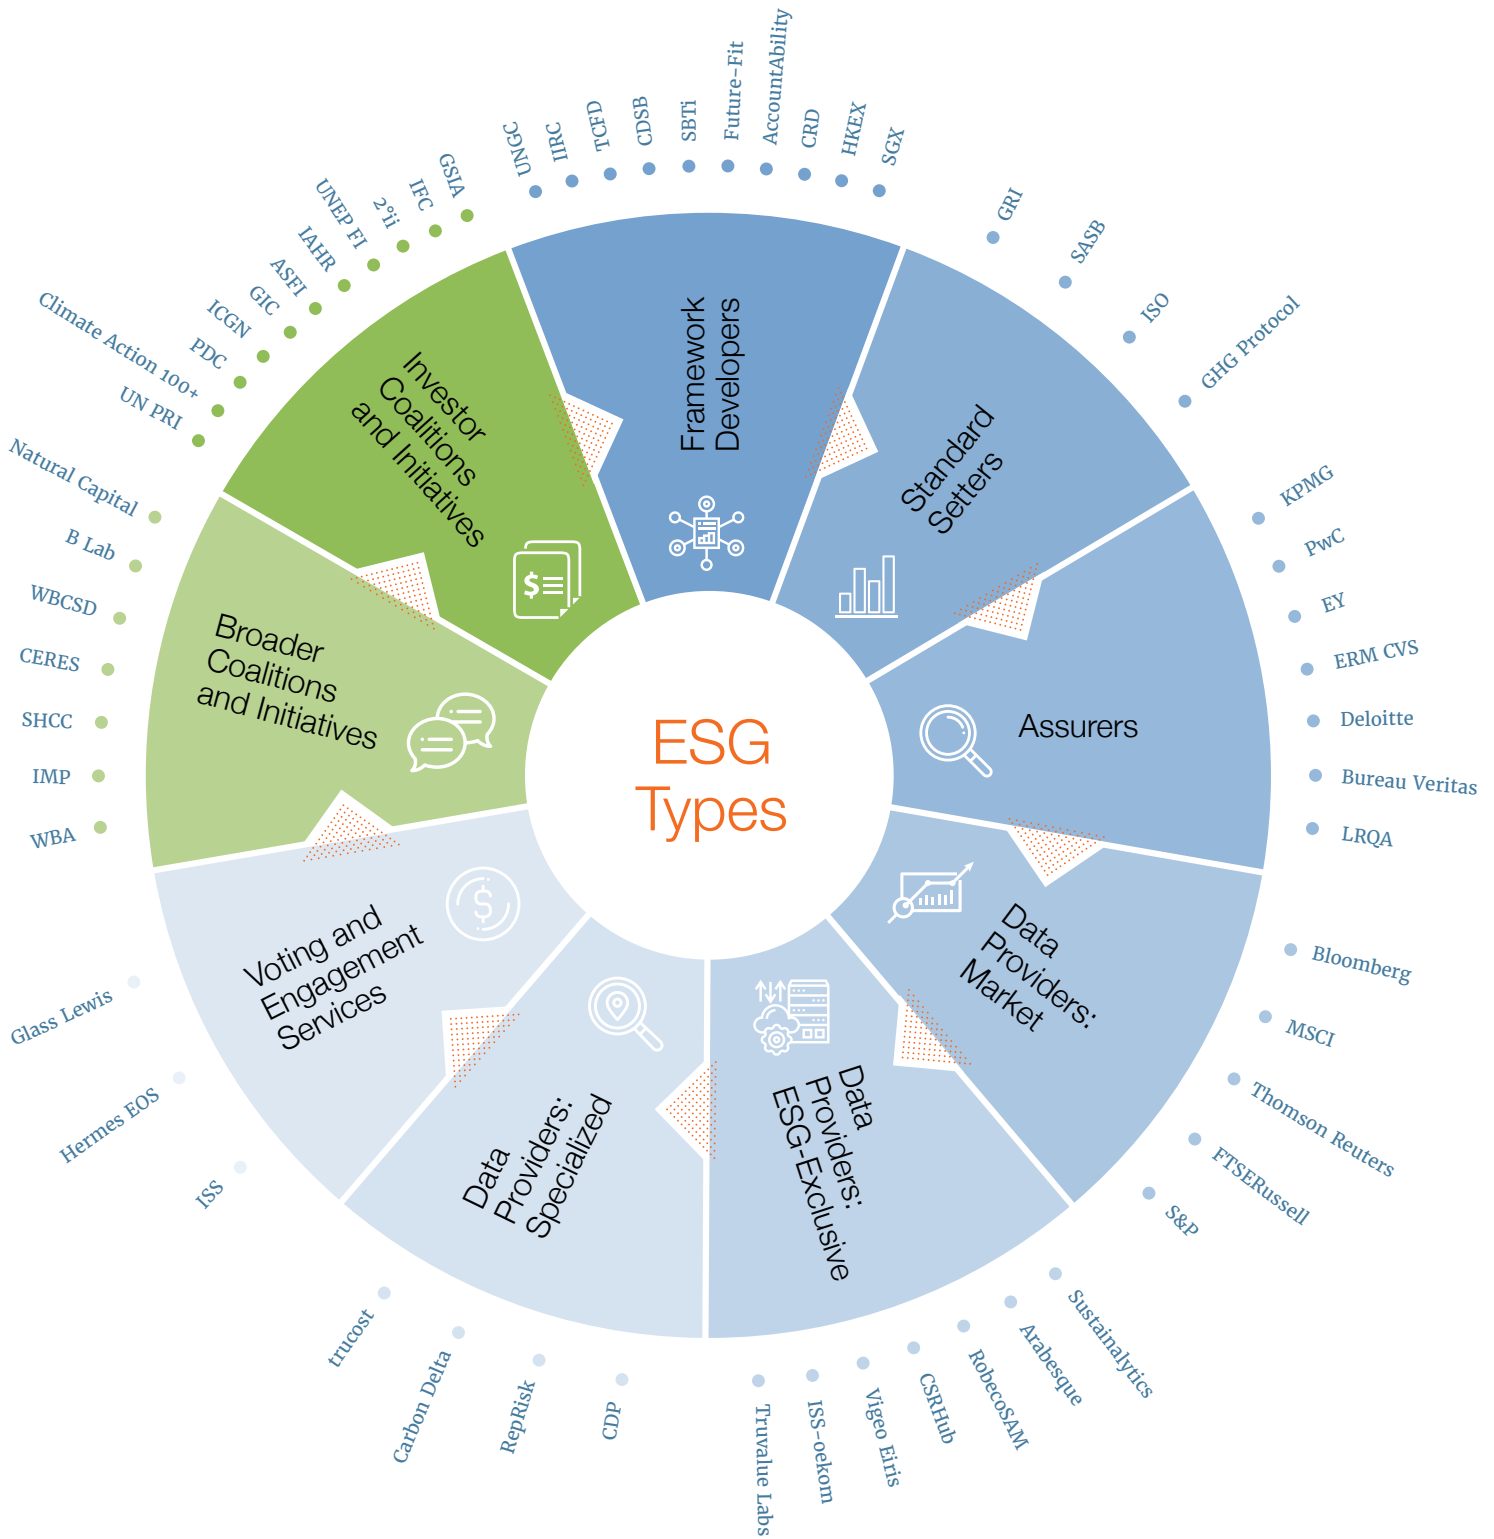 ESG
Types
Framework
Developers
UNGC
IIRC
TCFD
CDSB
SBTi
Future-Fit
AccountAbility
CRD
HKEX
SGX
Standard
Setters
GRI
SASB
ISO
GHG Protocol
Assurers
KPMG
PwC
EY
ERM CVS
Deloitte
Bureau Veritas
LRQA
Data
Providers:
Market
Bloomberg
MSCI
Thomson Reuters
FTSERussell
S&P
Data
Providers:
ESG-Exclusive
Sustainalytics
Arabesque
RobecoSAM
CSRHub
Vigeo Eiris
ISS-oekom
Truvalue Labs
Data
Providers:
Specialized
CDP
RepRisk
Carbon Delta
trucost
Voting and
Engagement
Services
ISS
Hermes EOS
Glass Lewis
Broader
Coalitions
and Initiatives
WBA
IMP
SHCC
CERES
WBCSD
B Lab
Natural Capital
Investor
Coalitions
and Initiatives
UN PRI
Climate Action 100+
PDC
ICGN
GIC
ASFI
IAHR
UNEP FI
2°ii
IFC
GSIA
$
$